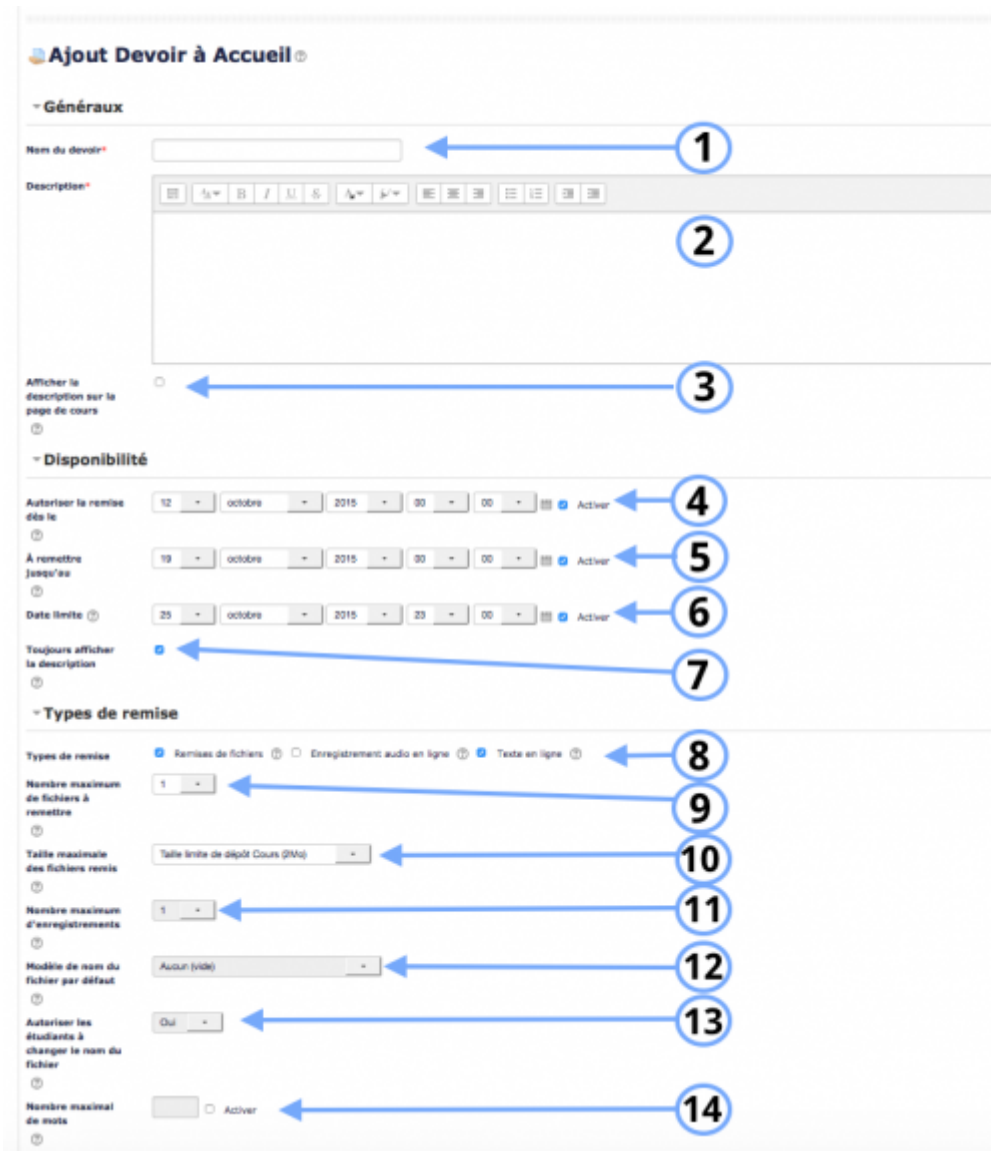 Ajout Devoir à Accueil
Généraux
Nom du devoir*
1
Description*
2
Afficher la
description sur la
page de cours
3
Disponibilité
Autoriser la remise
dès le
12 octobre 2015 00 00 Activer
4
À remettre
jusqu'au
19 octobre 2015 00 00 Activer
5
Date limite
25 octobre 2015 23 00 Activer
6
Toujours afficher
la description
7
Types de remise
Types de remise
Remises de fichiers Enregistrement audio en ligne Texte en ligne
8
Nombre maximum
de fichiers à
remettre
1
9
Taille maximale
des fichiers remis
Taille limite de dépôt Cours (2Mo)
10
Nombre maximum
d'enregistrements
1
11
Modèle de nom du
fichier par défaut
Aucun (vide)
12
Autoriser les
étudiants à
changer le nom du
fichier
Oui
13
Nombre maximal
de mots
Activer
14